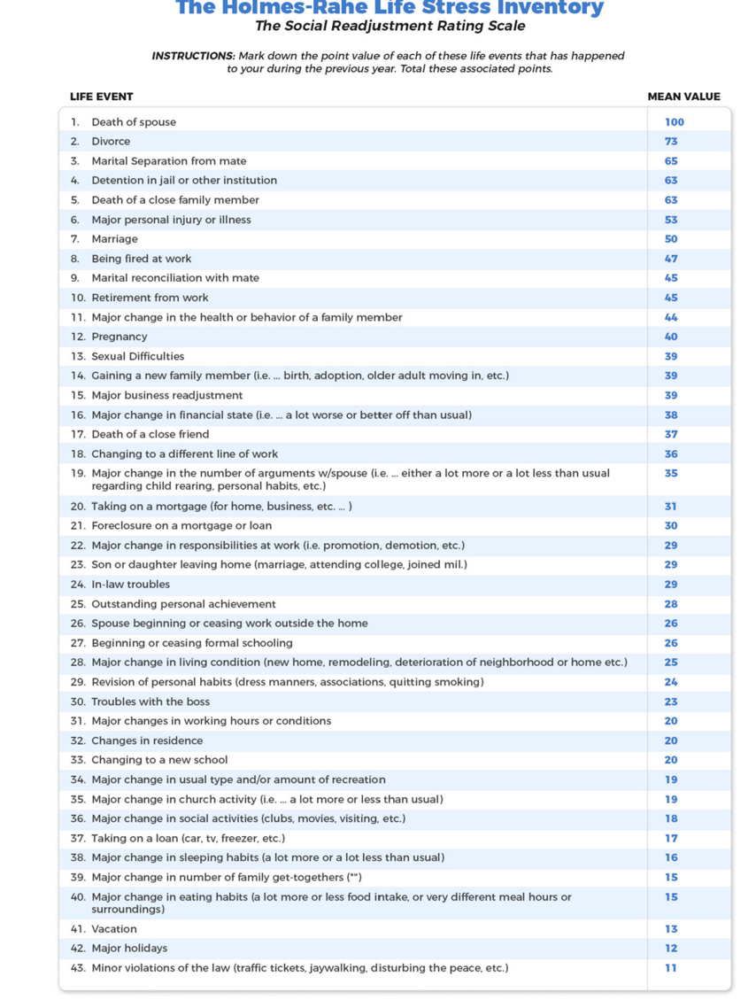 The Holmes-Rahe Life Stress Inventory
The Social Readjustment Rating Scale
INSTRUCTIONS: Mark down the point value of each of these life events that has happened
to your during the previous year. Total these associated points.
LIFE EVENT MEAN VALUE
1. Death of spouse 100
2. Divorce 73
3. Marital Separation from mate 65
4. Detention in jail or other institution 63
5. Death of a close family member 63
6. Major personal injury or illness 53
7. Marriage 50
8. Being fired at work 47
9. Marital reconciliation with mate 45
10. Retirement from work 45
11. Major change in the health or behavior of a family member 44
12. Pregnancy 40
13. Sexual Difficulties 39
14. Gaining a new family member (i.e. ... birth, adoption, older adult moving in, etc.) 39
15. Major business readjustment 39
16. Major change in financial state (i.e. ... a lot worse or better off than usual) 38
17. Death of a close friend 37
18. Changing to a different line of work 36
19. Major change in the number of arguments w/spouse (i.e. ... either a lot more or a lot less than usual 35
regarding child rearing, personal habits, etc.)
20. Taking on a mortgage (for home, business, etc. ... ) 31
21. Foreclosure on a mortgage or loan 30
22. Major change in responsibilities at work (i.e. promotion, demotion, etc.) 29
23. Son or daughter leaving home (marriage, attending college, joined mil.) 29
24. In-law troubles 29
25. Outstanding personal achievement 28
26. Spouse beginning or ceasing work outside the home 26
27. Beginning or ceasing formal schooling 26
28. Major change in living condition (new home, remodeling, deterioration of neighborhood or home etc.) 25
29. Revision of personal habits (dress manners, associations, quitting smoking) 24
30. Troubles with the boss 23
31. Major changes in working hours or conditions 20
32. Changes in residence 20
33. Changing to a new school 20
34. Major change in usual type and/or amount of recreation 19
35. Major change in church activity (i.e. ... a lot more or less than usual) 19
36. Major change in social activities (clubs, movies, visiting, etc.) 18
37. Taking on a loan (car, tv, freezer, etc.) 17
38. Major change in sleeping habits (a lot more or a lot less than usual) 16
39. Major change in number of family get-togethers ("") 15
40. Major change in eating habits (a lot more or less food intake, or very different meal hours or 15
surroundings)
41. Vacation 13
42. Major holidays 12
43. Minor violations of the law (traffic tickets, jaywalking, disturbing the peace, etc.) 11